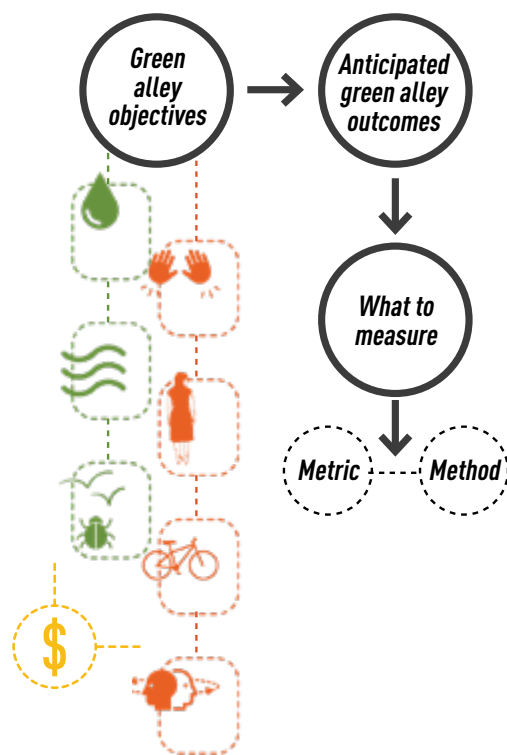 Green
alley
objectives
Anticipated
green alley
outcomes
What to
measure
Metric
Method
$